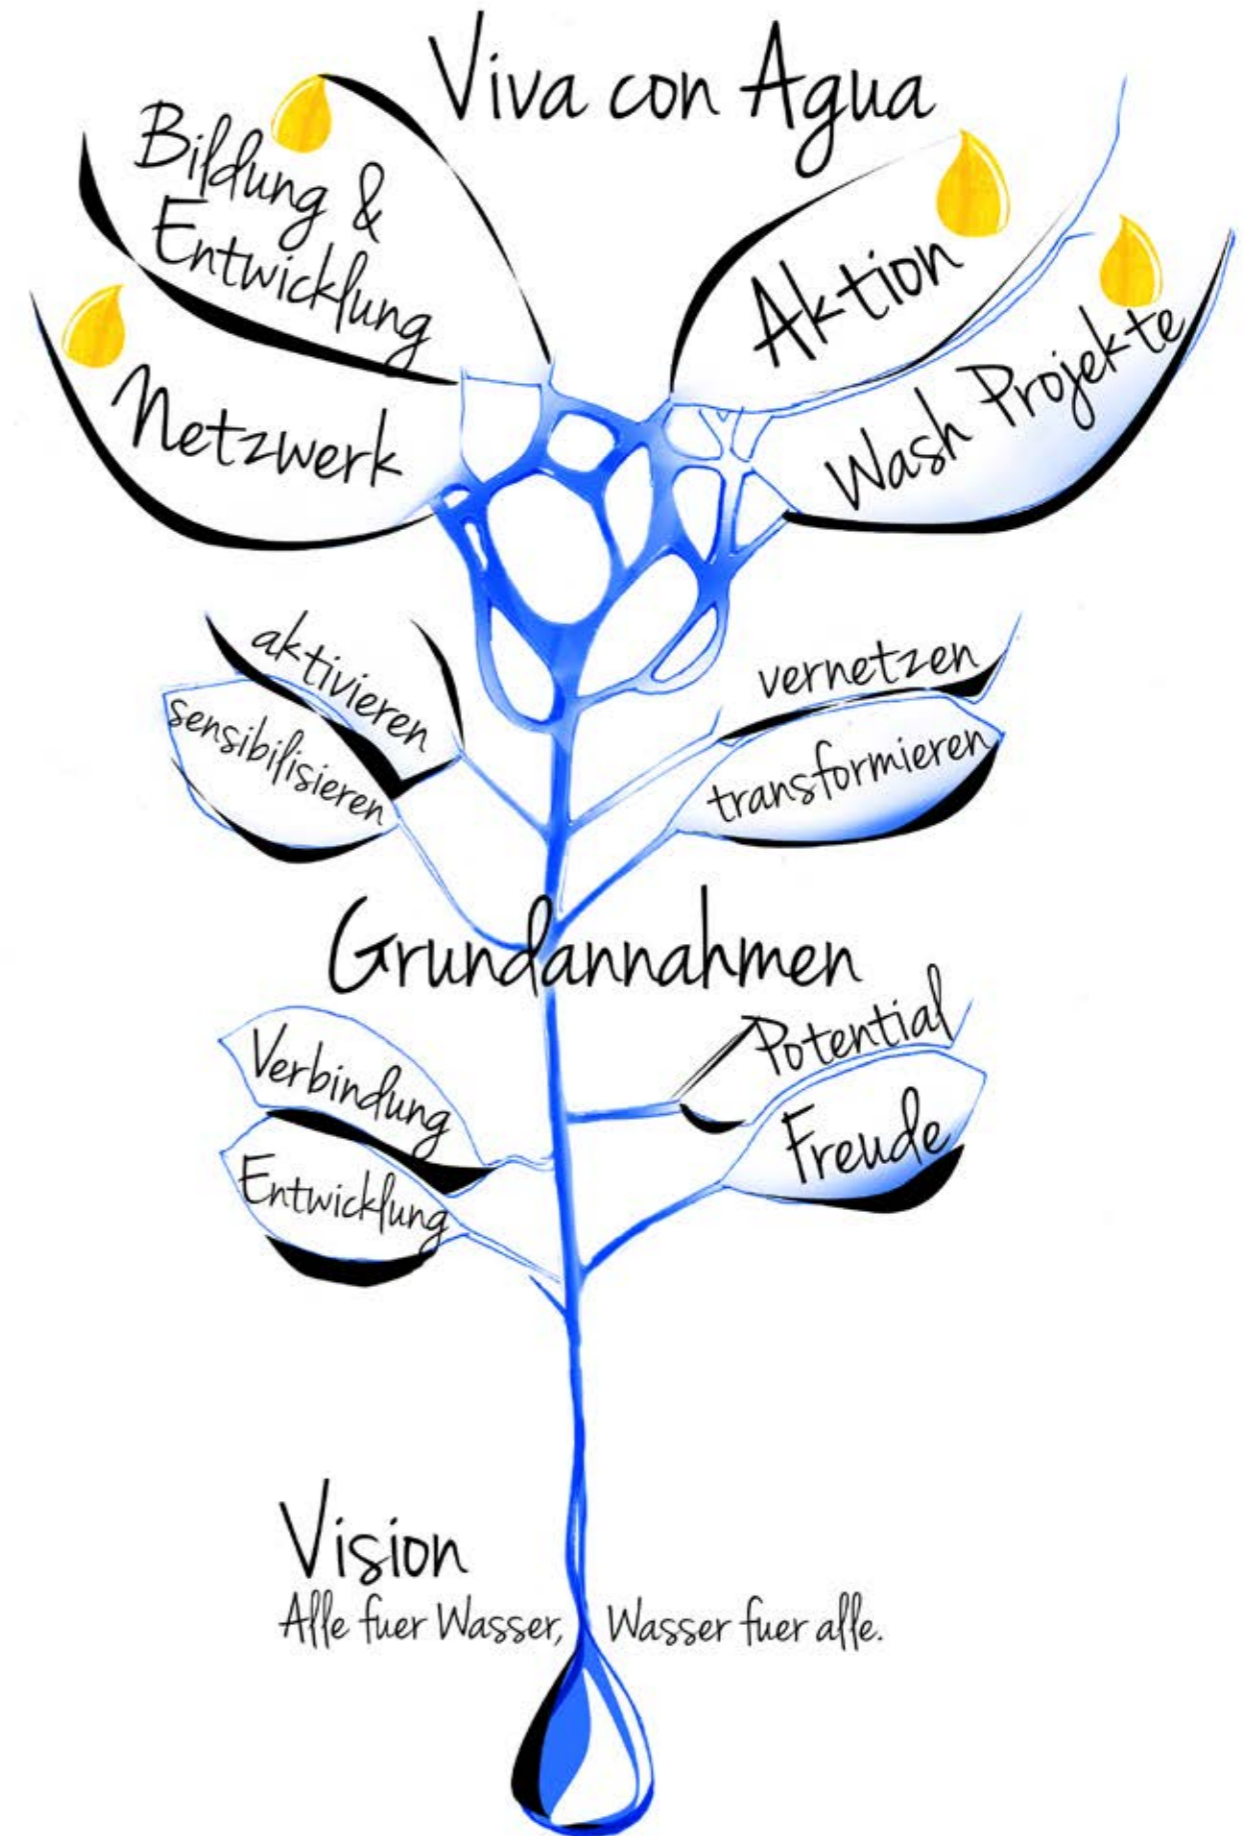 Viva con Agua
Bildung &
Entwicklung
Netzwerk
Aktion
Wash Projekte
aktivieren
sensibilisieren
vernetzen
transformieren
Grundannahmen
Verbindung
Entwicklung
Potential
Freude
Vision
Alle fuer Wasser, Wasser fuer alle.